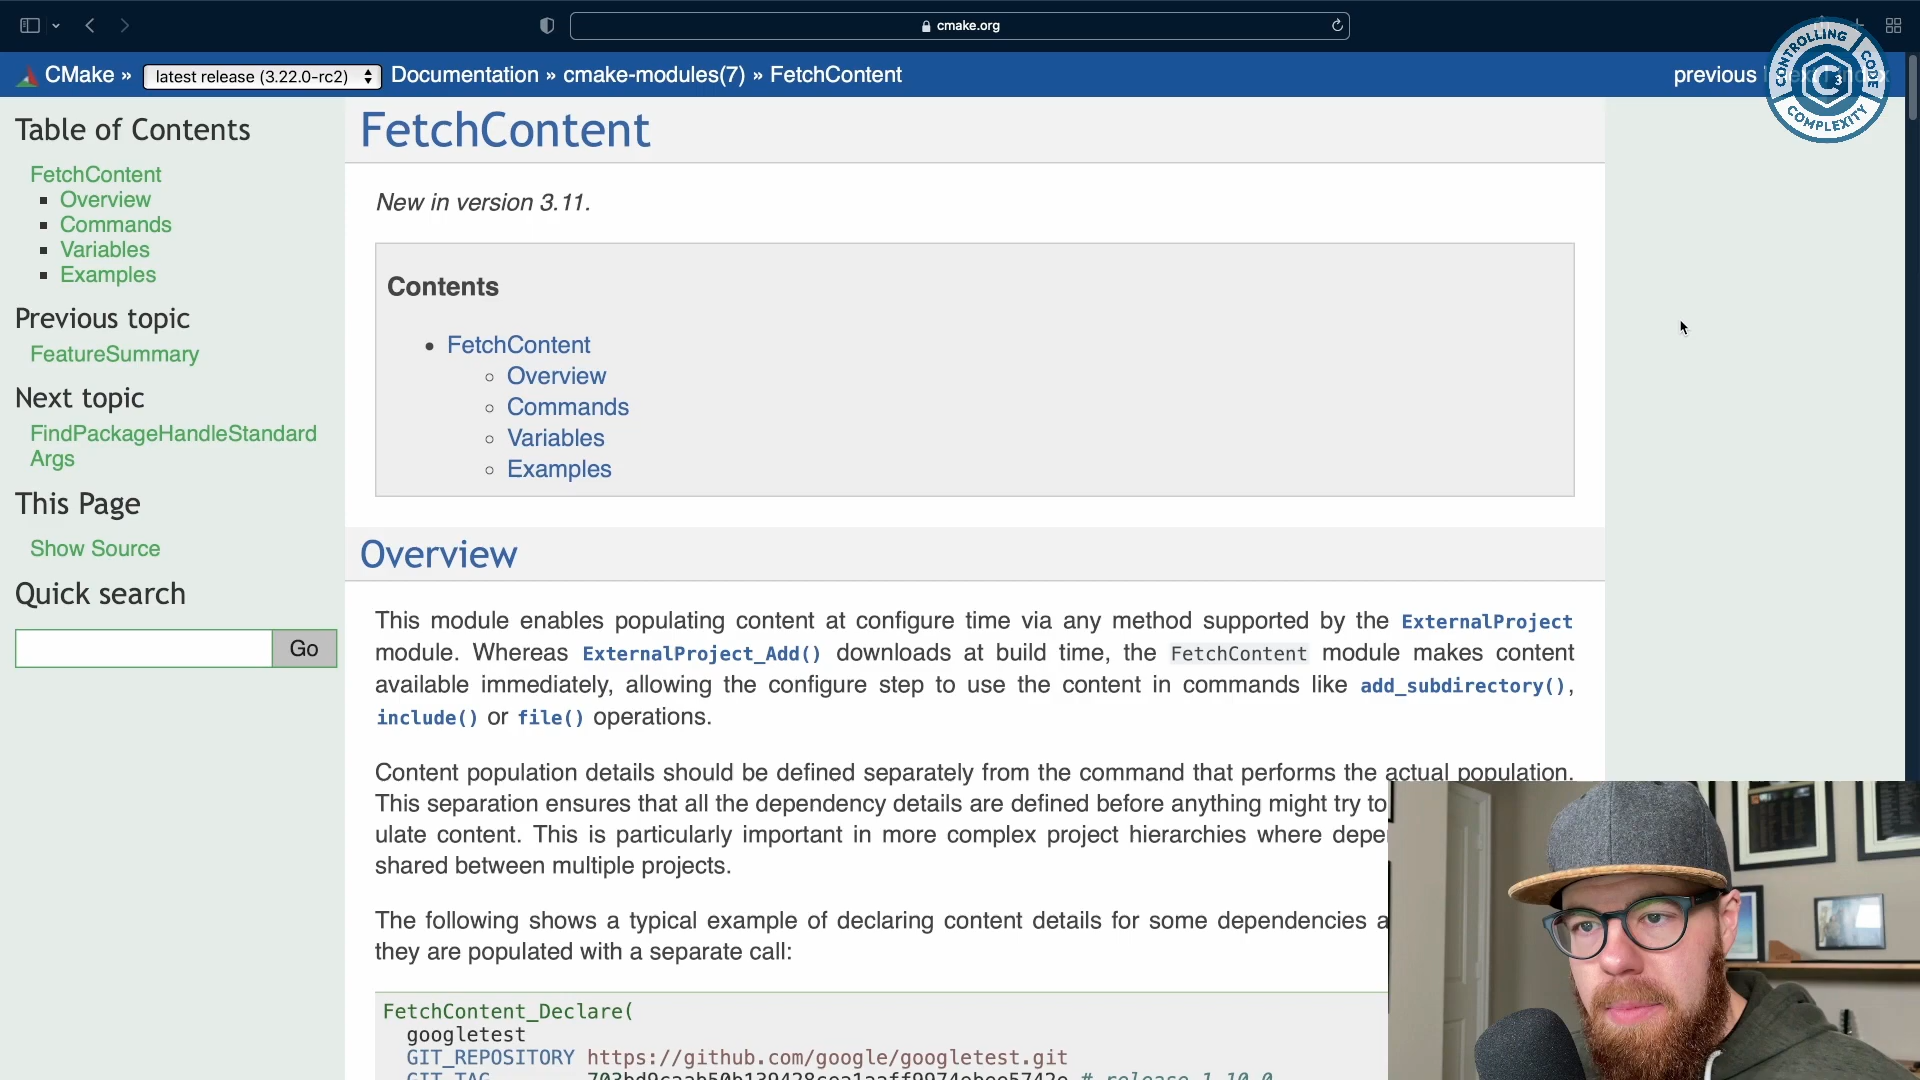 cmake.org
CMake » latest release (3.22.0-rc2) Documentation » cmake-modules(7) » FetchContent
previous
CONTROLLING CODE COMPLEXITY
C3
Table of Contents
FetchContent
Overview
Commands
Variables
Examples
Previous topic
FeatureSummary
Next topic
FindPackageHandleStandard
Args
This Page
Show Source
Quick search
Go
FetchContent
New in version 3.11.
Contents
FetchContent
Overview
Commands
Variables
Examples
Overview
This module enables populating content at configure time via any method supported by the ExternalProject
module. Whereas ExternalProject_Add() downloads at build time, the FetchContent module makes content
available immediately, allowing the configure step to use the content in commands like add_subdirectory(),
include() or file() operations.
Content population details should be defined separately from the command that performs the actual population.
This separation ensures that all the dependency details are defined before anything might try to
ulate content. This is particularly important in more complex project hierarchies where depe
shared between multiple projects.
The following shows a typical example of declaring content details for some dependencies a
they are populated with a separate call:
FetchContent_Declare(
googletest
GIT_REPOSITORY https://github.com/google/googletest.git
GIT_TAG